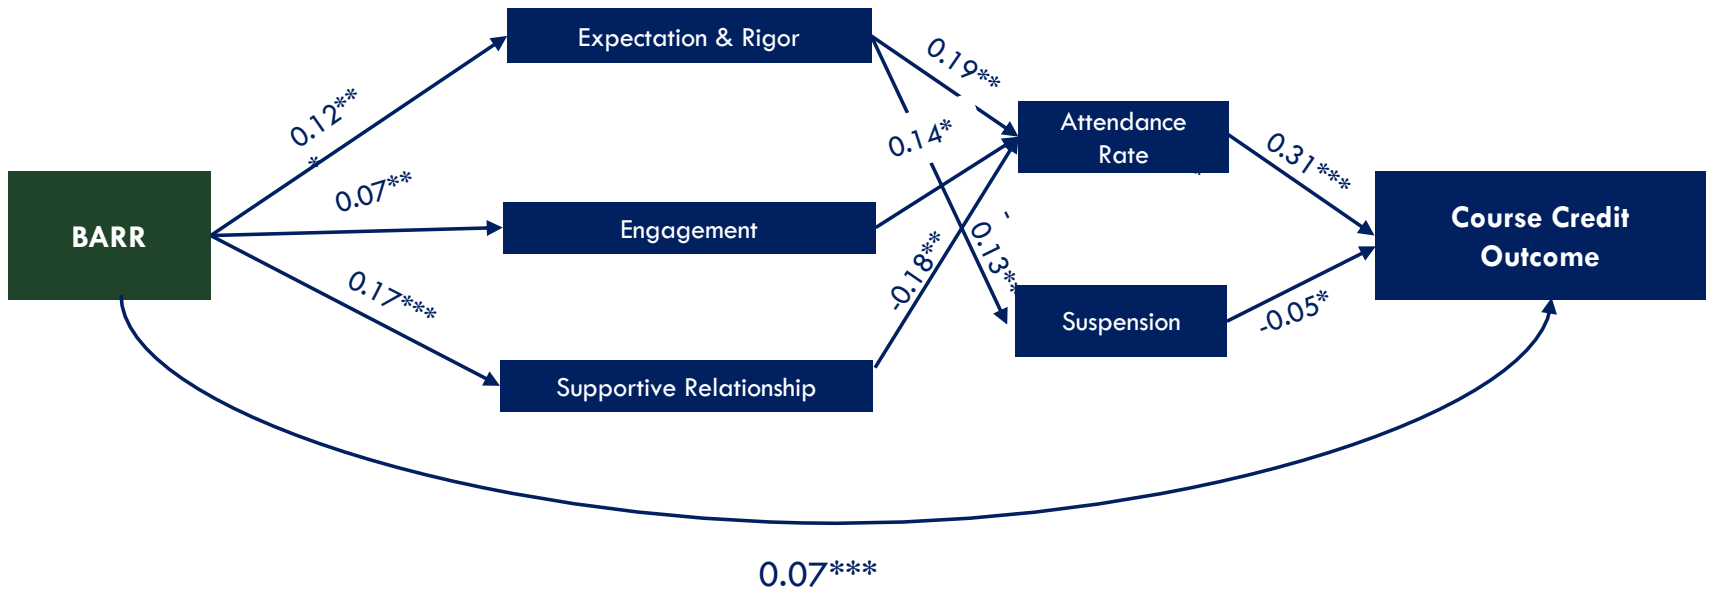 Expectation & Rigor
0.19**
0.12**
*
0.14*
Attendance
Rate
*
0.31***
0.07**
BARR
Engagement
-
0.13**
-0.18**
Course Credit
Outcome
0.17***
Suspension
-0.05*
Supportive Relationship
0.07***